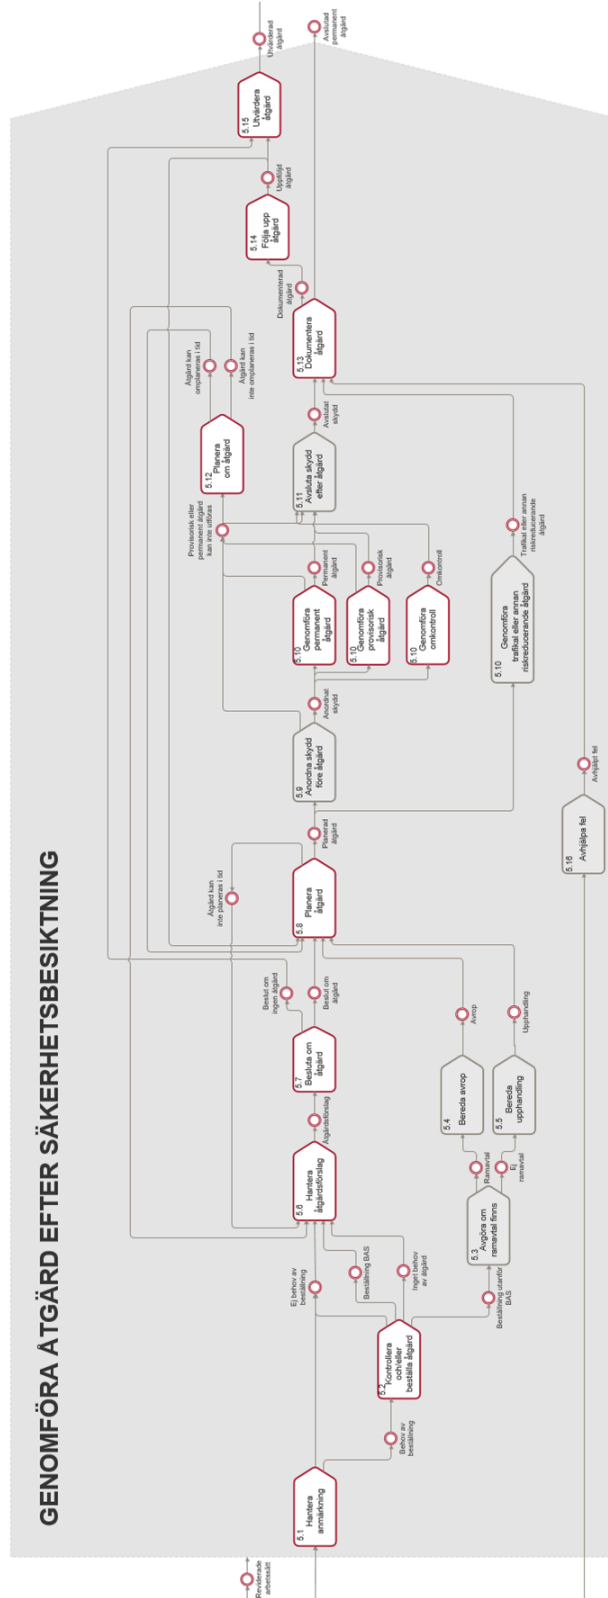 GENOMFÖRA ÅTGÄRD EFTER SÄKERHETSBESIKTNING
Reviderade
arbetssätt
5.1
Hantera
anmärkning
Behov av
beställning
5.2
Kontrollera
och/eller
beställa åtgärd
Ej behov av
beställning
Beställning BAS
Inget behov
av åtgärd
Beställning utanför
BAS
5.3
Avgöra om
ramavtal finns
Ramavtal
Ej
ramavtal
5.4
Bereda avrop
5.5
Bereda
upphandling
Avrop
Upphandling
5.6
Hantera
åtgärdsförslag
Åtgärdsförslag
5.7
Besluta om
åtgärd
Beslut om
ingen åtgärd
Beslut om
åtgärd
5.8
Planera
åtgärd
Åtgärd kan
inte planeras i tid
Planerad
åtgärd
5.9
Anordna skydd
före åtgärd
Anordnat
skydd
5.10
Genomföra
permanent
åtgärd
5.10
Genomföra
provisorisk
åtgärd
5.10
Genomföra
omkontroll
5.10
Genomföra
trafikal eller annan
riskreducerande åtgärd
Permanent
åtgärd
Provisorisk
åtgärd
Omkontroll
Trafikal eller annan
riskreducerande
åtgärd
Provisorisk eller
permanent åtgärd
kan inte utföras
5.11
Avsluta skydd
efter åtgärd
Avslutat
skydd
5.12
Planera
om åtgärd
Åtgärd kan
omplaneras i tid
Åtgärd kan
inte omplaneras i tid
5.13
Dokumentera
åtgärd
Dokumenterad
åtgärd
5.14
Följa upp
åtgärd
Uppföljd
åtgärd
5.15
Utvärdera
åtgärd
Utvärderad
åtgärd
Avslutad
permanent
åtgärd
5.16
Avhjälpa fel
Avhjälpt fel